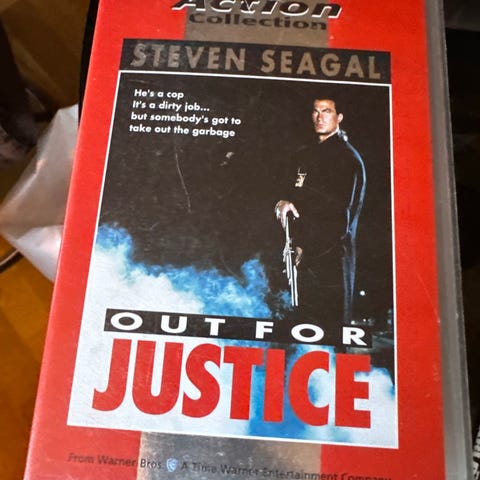 Action
Collection
STEVEN SEAGAL
He's a cop
It's a dirty job...
but somebody's got to
take out the garbage
OUT FOR
JUSTICE
From Warner Bros. A Time Warner Entertainment Company